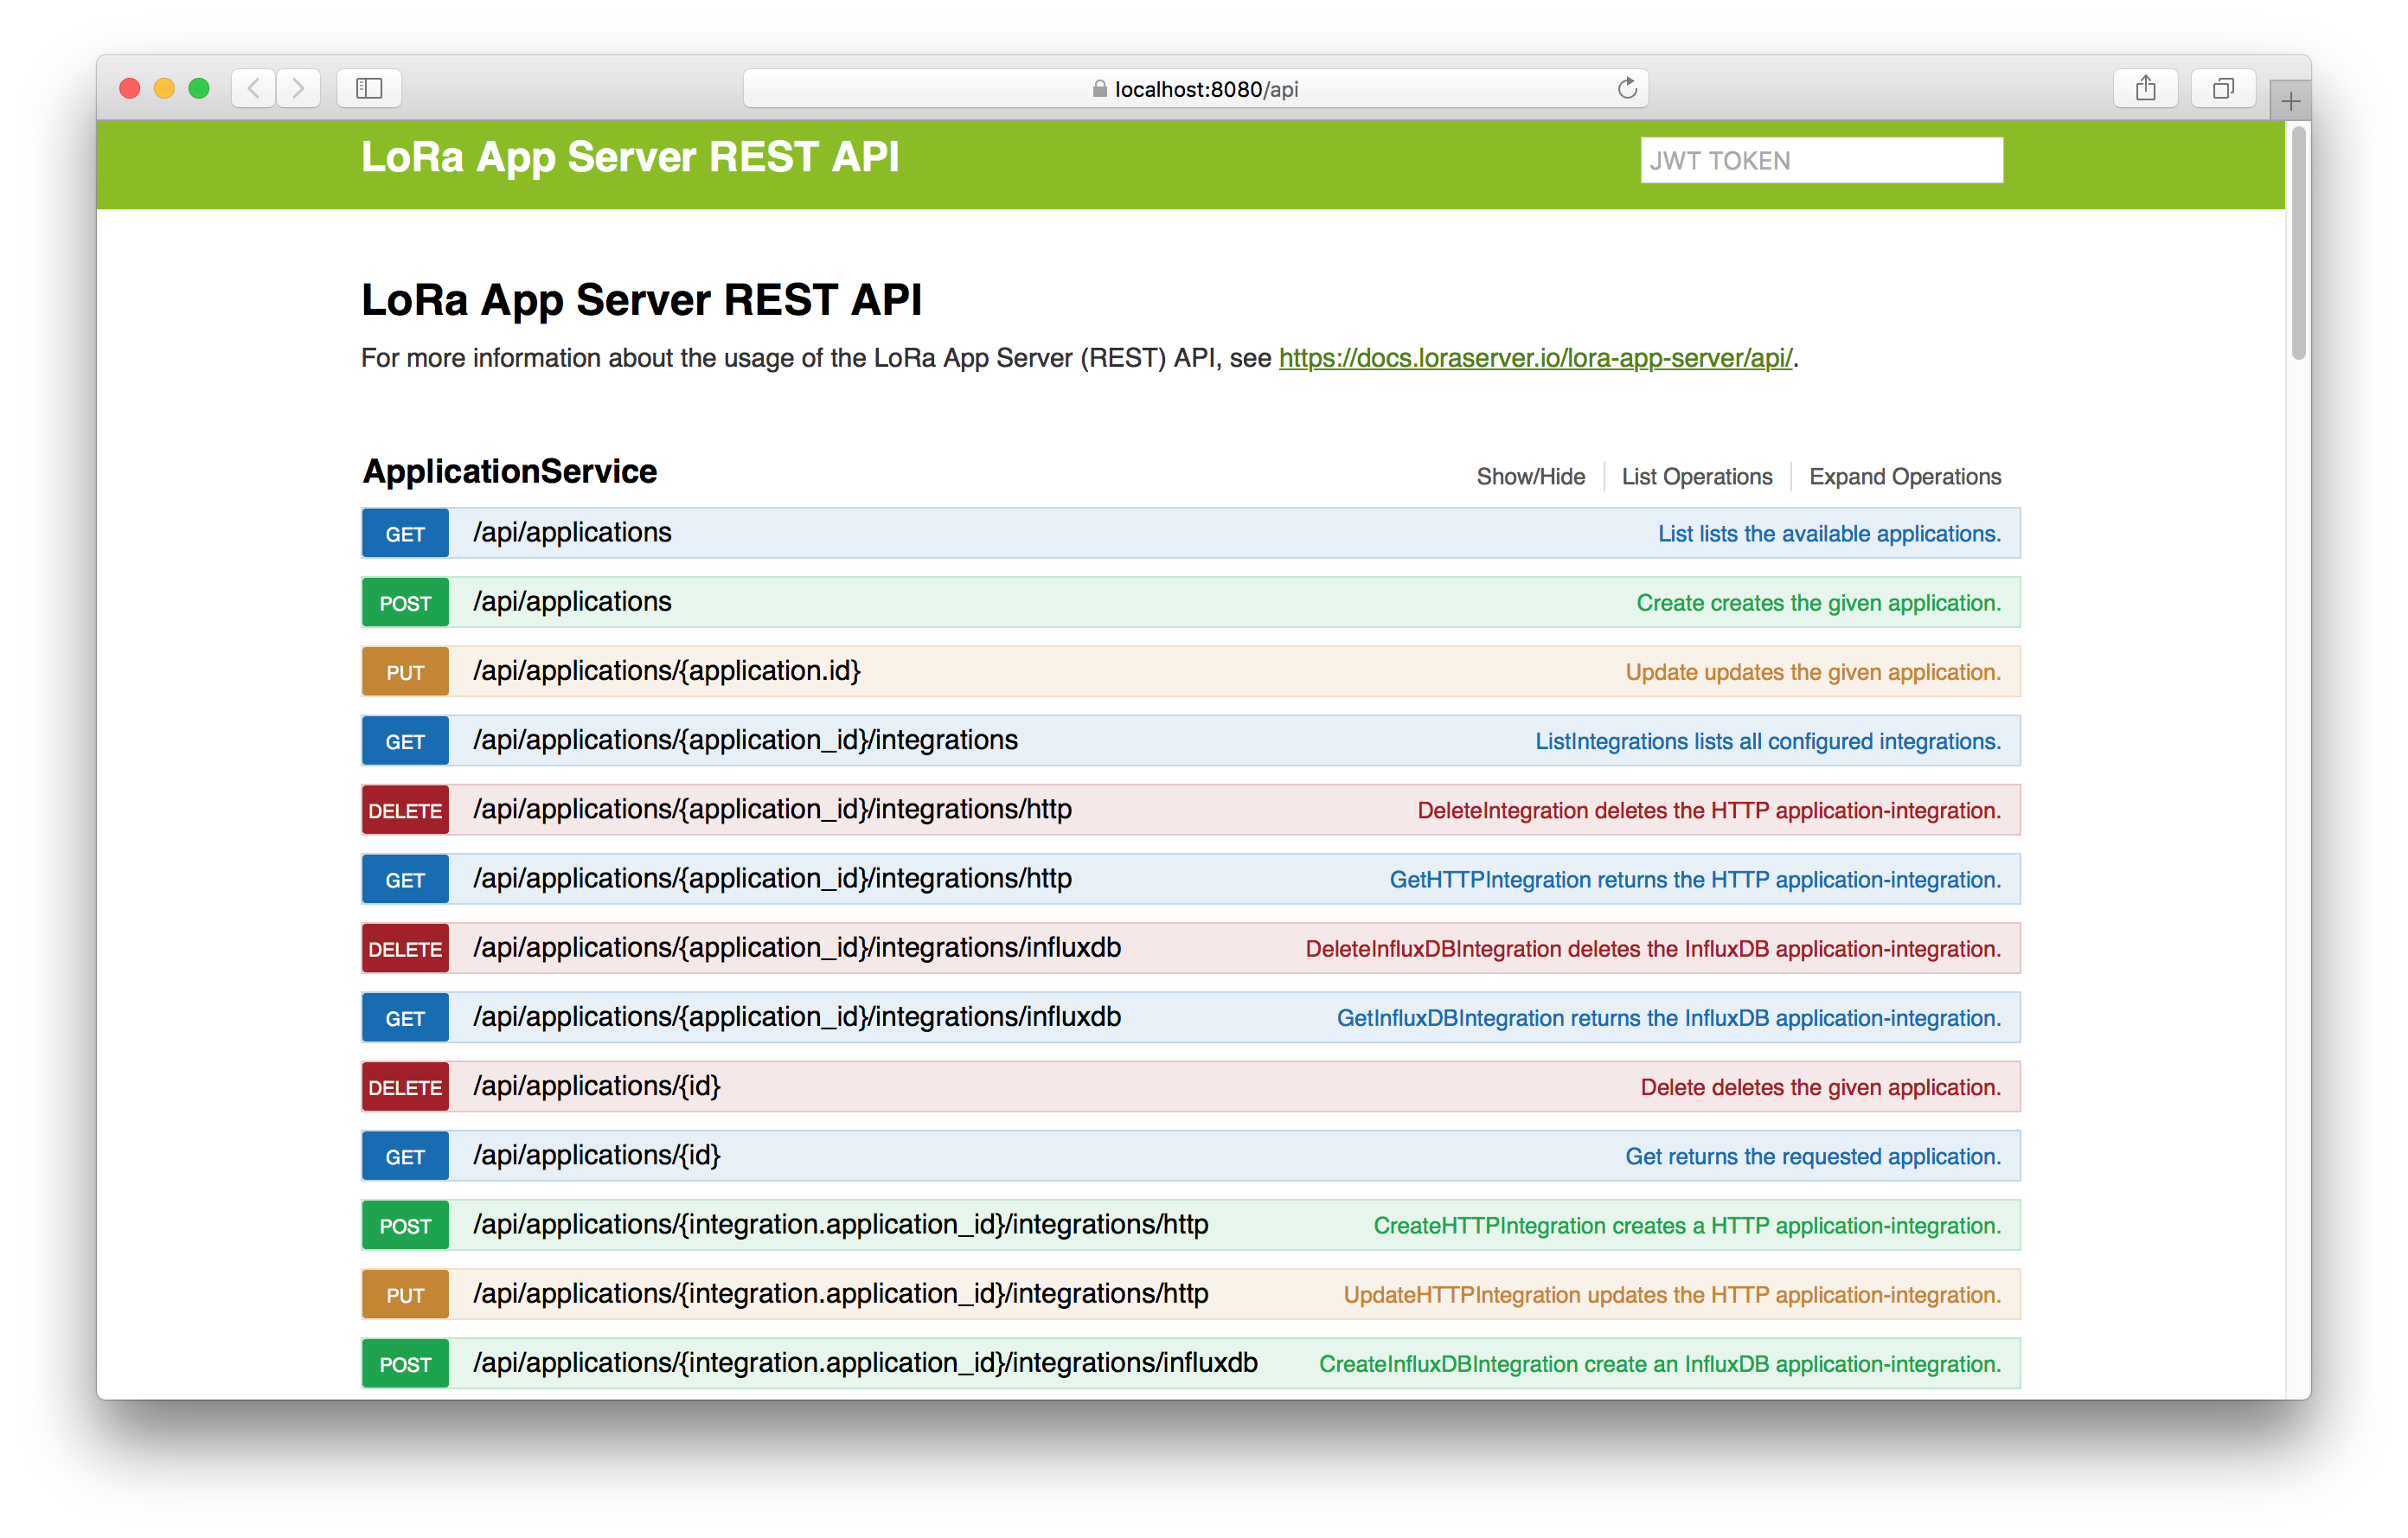 localhost:8080/api
LoRa App Server REST API
JWT TOKEN
LoRa App Server REST API
For more information about the usage of the LoRa App Server (REST) API, see https://docs.loraserver.io/lora-app-server/api/.
ApplicationService Show/Hide List Operations Expand Operations
GET /api/applications List lists the available applications.
POST /api/applications Create creates the given application.
PUT /api/applications/{application.id} Update updates the given application.
GET /api/applications/{application_id}/integrations ListIntegrations lists all configured integrations.
DELETE /api/applications/{application_id}/integrations/http DeleteIntegration deletes the HTTP application-integration.
GET /api/applications/{application_id}/integrations/http GetHTTPIntegration returns the HTTP application-integration.
DELETE /api/applications/{application_id}/integrations/influxdb DeleteInfluxDBIntegration deletes the InfluxDB application-integration.
GET /api/applications/{application_id}/integrations/influxdb GetInfluxDBIntegration returns the InfluxDB application-integration.
DELETE /api/applications/{id} Delete deletes the given application.
GET /api/applications/{id} Get returns the requested application.
POST /api/applications/{integration.application_id}/integrations/http CreateHTTPIntegration creates a HTTP application-integration.
PUT /api/applications/{integration.application_id}/integrations/http UpdateHTTPIntegration updates the HTTP application-integration.
POST /api/applications/{integration.application_id}/integrations/influxdb CreateInfluxDBIntegration create an InfluxDB application-integration.